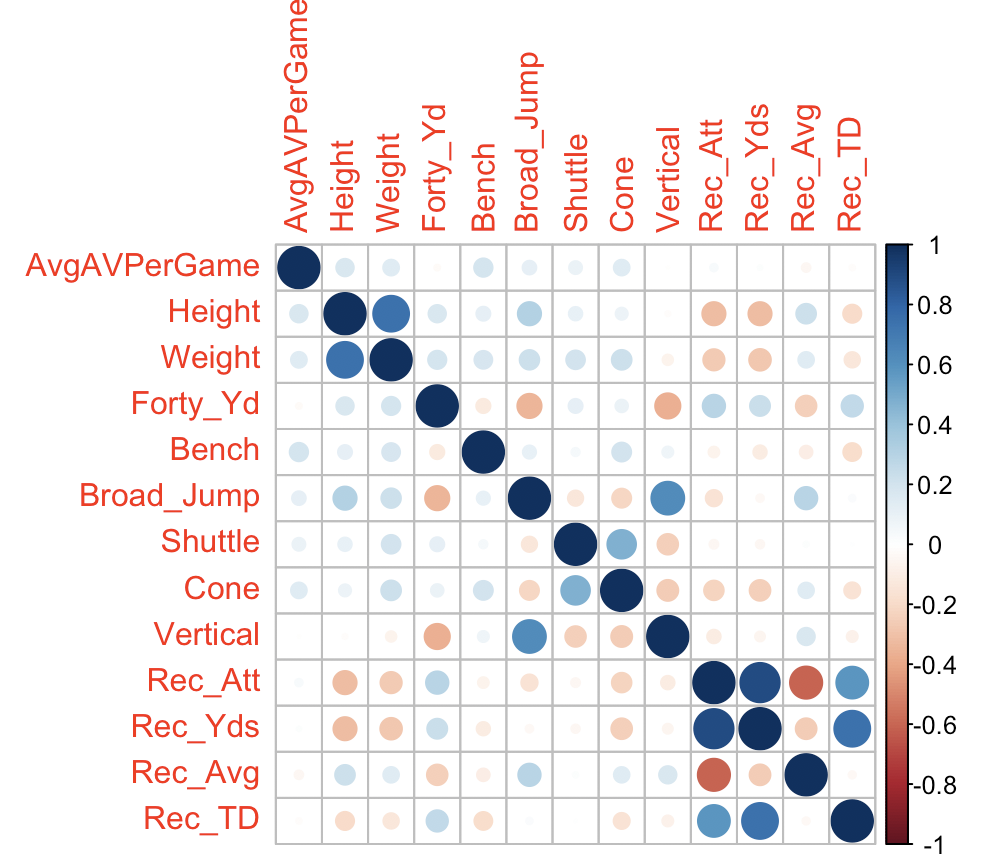 AvgAVPerGame
Height
Weight
Forty_Yd
Bench
Broad_Jump
Shuttle
Cone
Vertical
Rec_Att
Rec_Yds
Rec_Avg
Rec_TD
AvgAVPerGame
Height
Weight
Forty_Yd
Bench
Broad_Jump
Shuttle
Cone
Vertical
Rec_Att
Rec_Yds
Rec_Avg
Rec_TD
1
0.8
0.6
0.4
0.2
0
-0.2
-0.4
-0.6
-0.8
-1